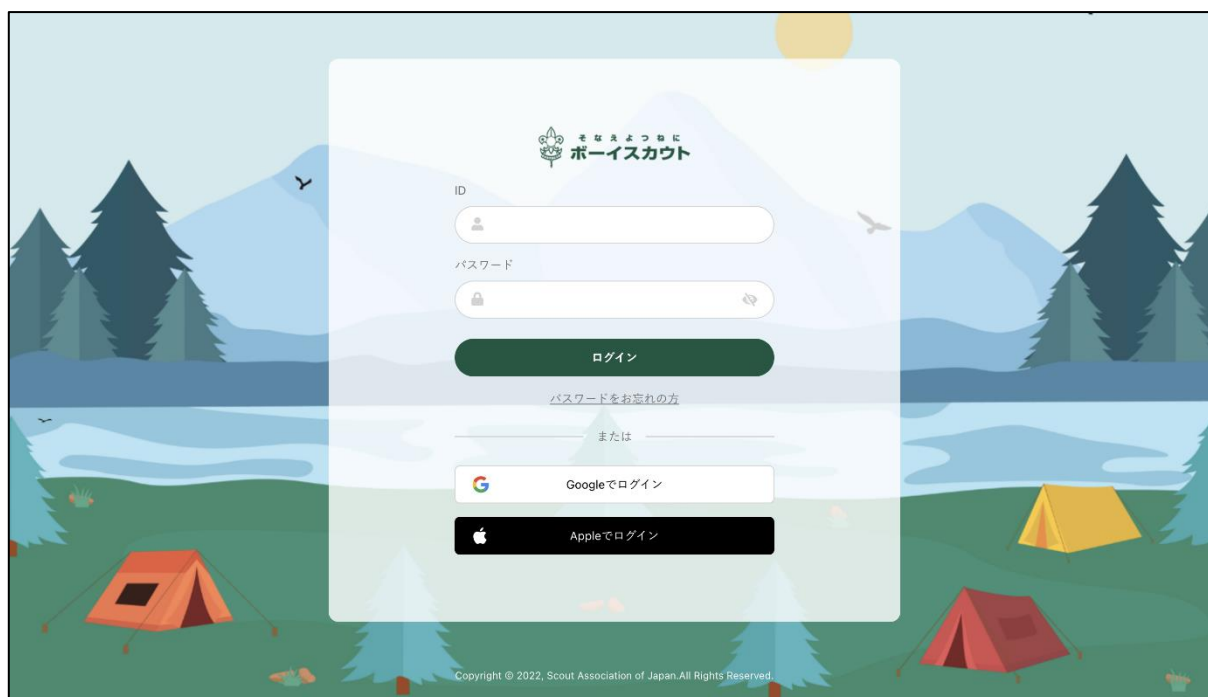 そなえよつねに
ボーイスカウト
ID
パスワード
ログイン
パスワードをお忘れの方
または
Googleでログイン
Appleでログイン
Copyright © 2022, Scout Association of Japan.All Rights Reserved.